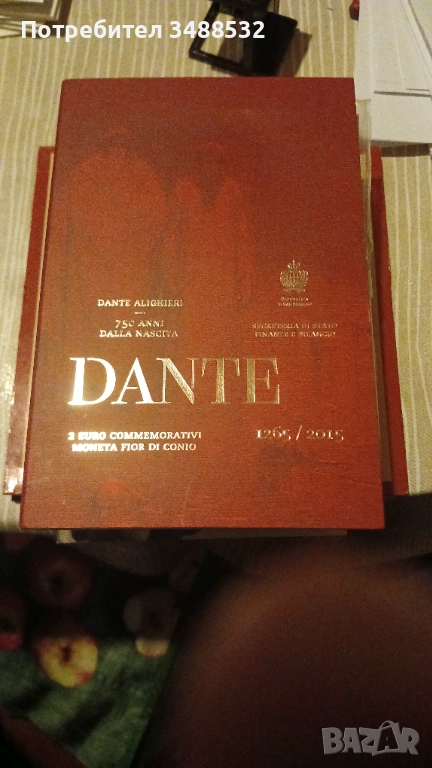 Потребител 3488532
DANTE ALIGHIERI
750 ANNI
DALLA NASCITA
SEGRETERIA DI STATO
FINANZE E BILANCIO
DANTE
2 EURO COMMEMORATIVI
MONETA FIOR DI CONIO
1265 / 2015
BAZAR